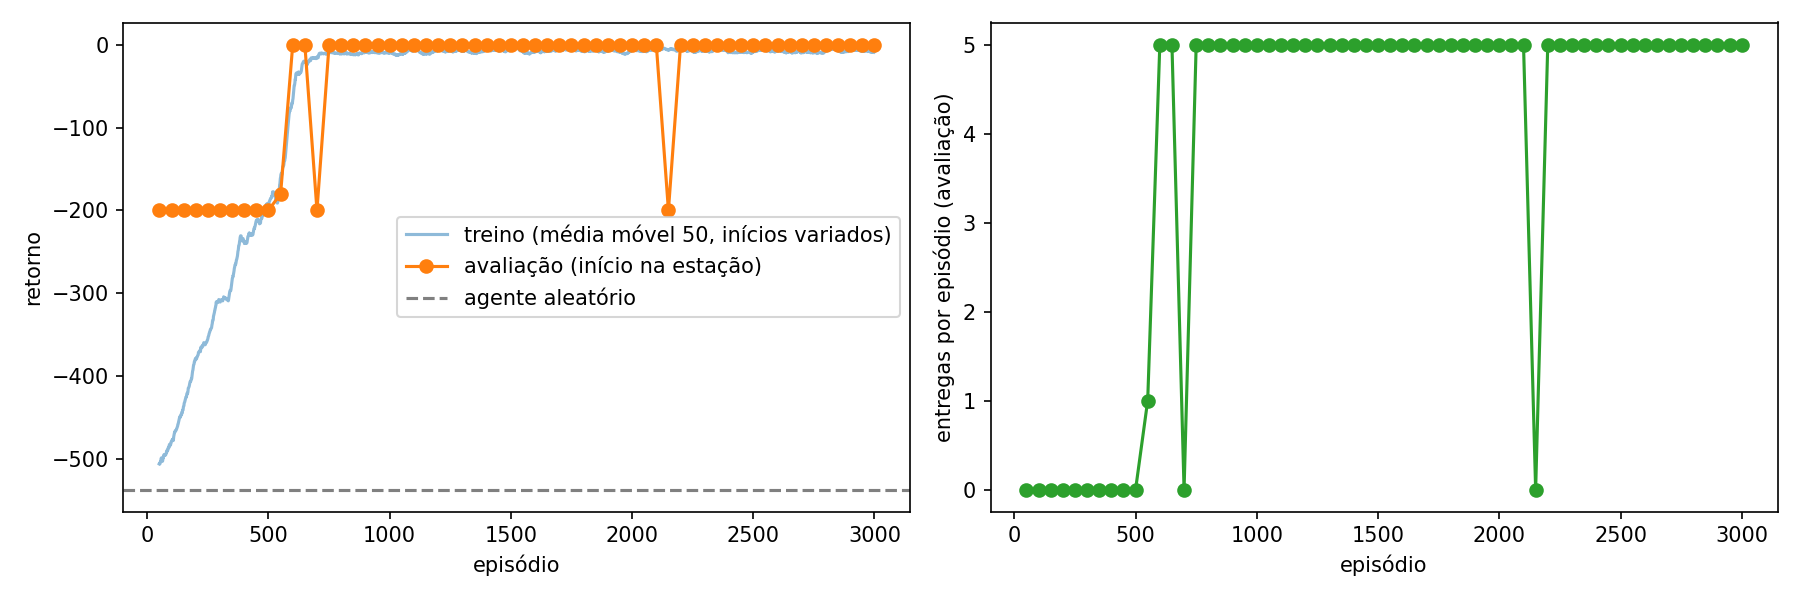 retorno
0
−100
−200
−300
−400
−500
0 500 1000 1500 2000 2500 3000
episódio
treino (média móvel 50, inícios variados)
avaliação (início na estação)
agente aleatório
entregas por episódio (avaliação)
5
4
3
2
1
0
0 500 1000 1500 2000 2500 3000
episódio